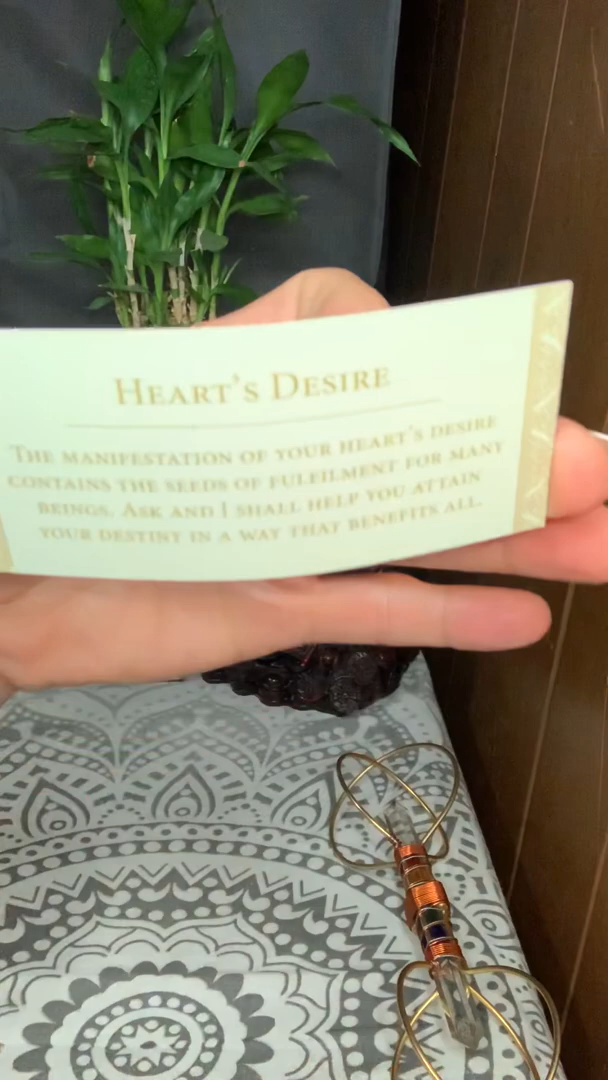 Heart's Desire
The manifestation of your heart's desire
contains the seeds of fulfilment for many
beings. Ask and I shall help you attain
your destiny in a way that benefits all.